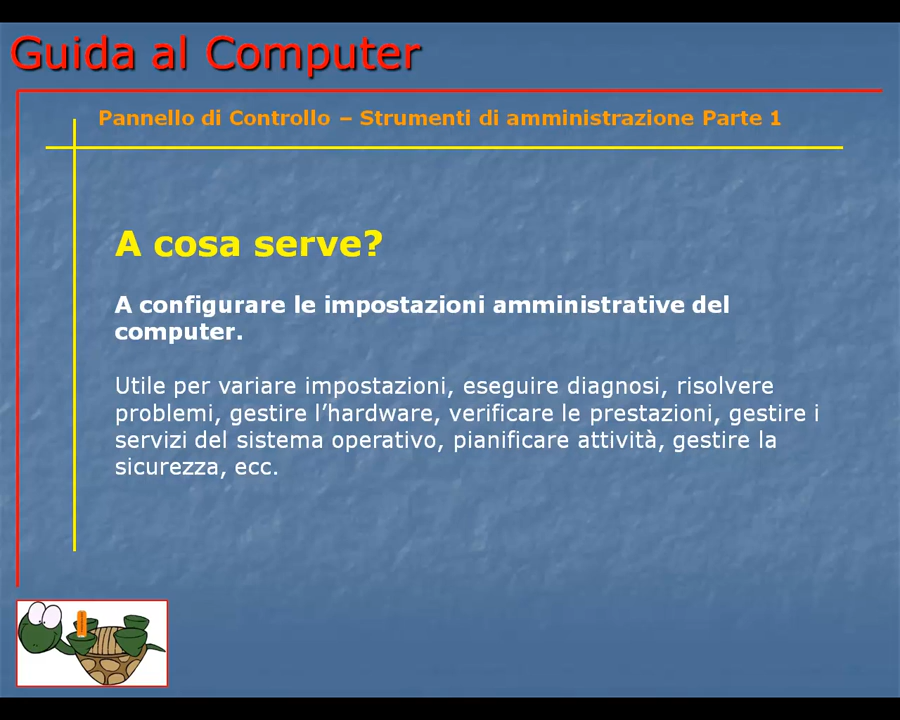 Guida al Computer
Pannello di Controllo – Strumenti di amministrazione Parte 1
A cosa serve?
A configurare le impostazioni amministrative del
computer.
Utile per variare impostazioni, eseguire diagnosi, risolvere
problemi, gestire l’hardware, verificare le prestazioni, gestire i
servizi del sistema operativo, pianificare attività, gestire la
sicurezza, ecc.